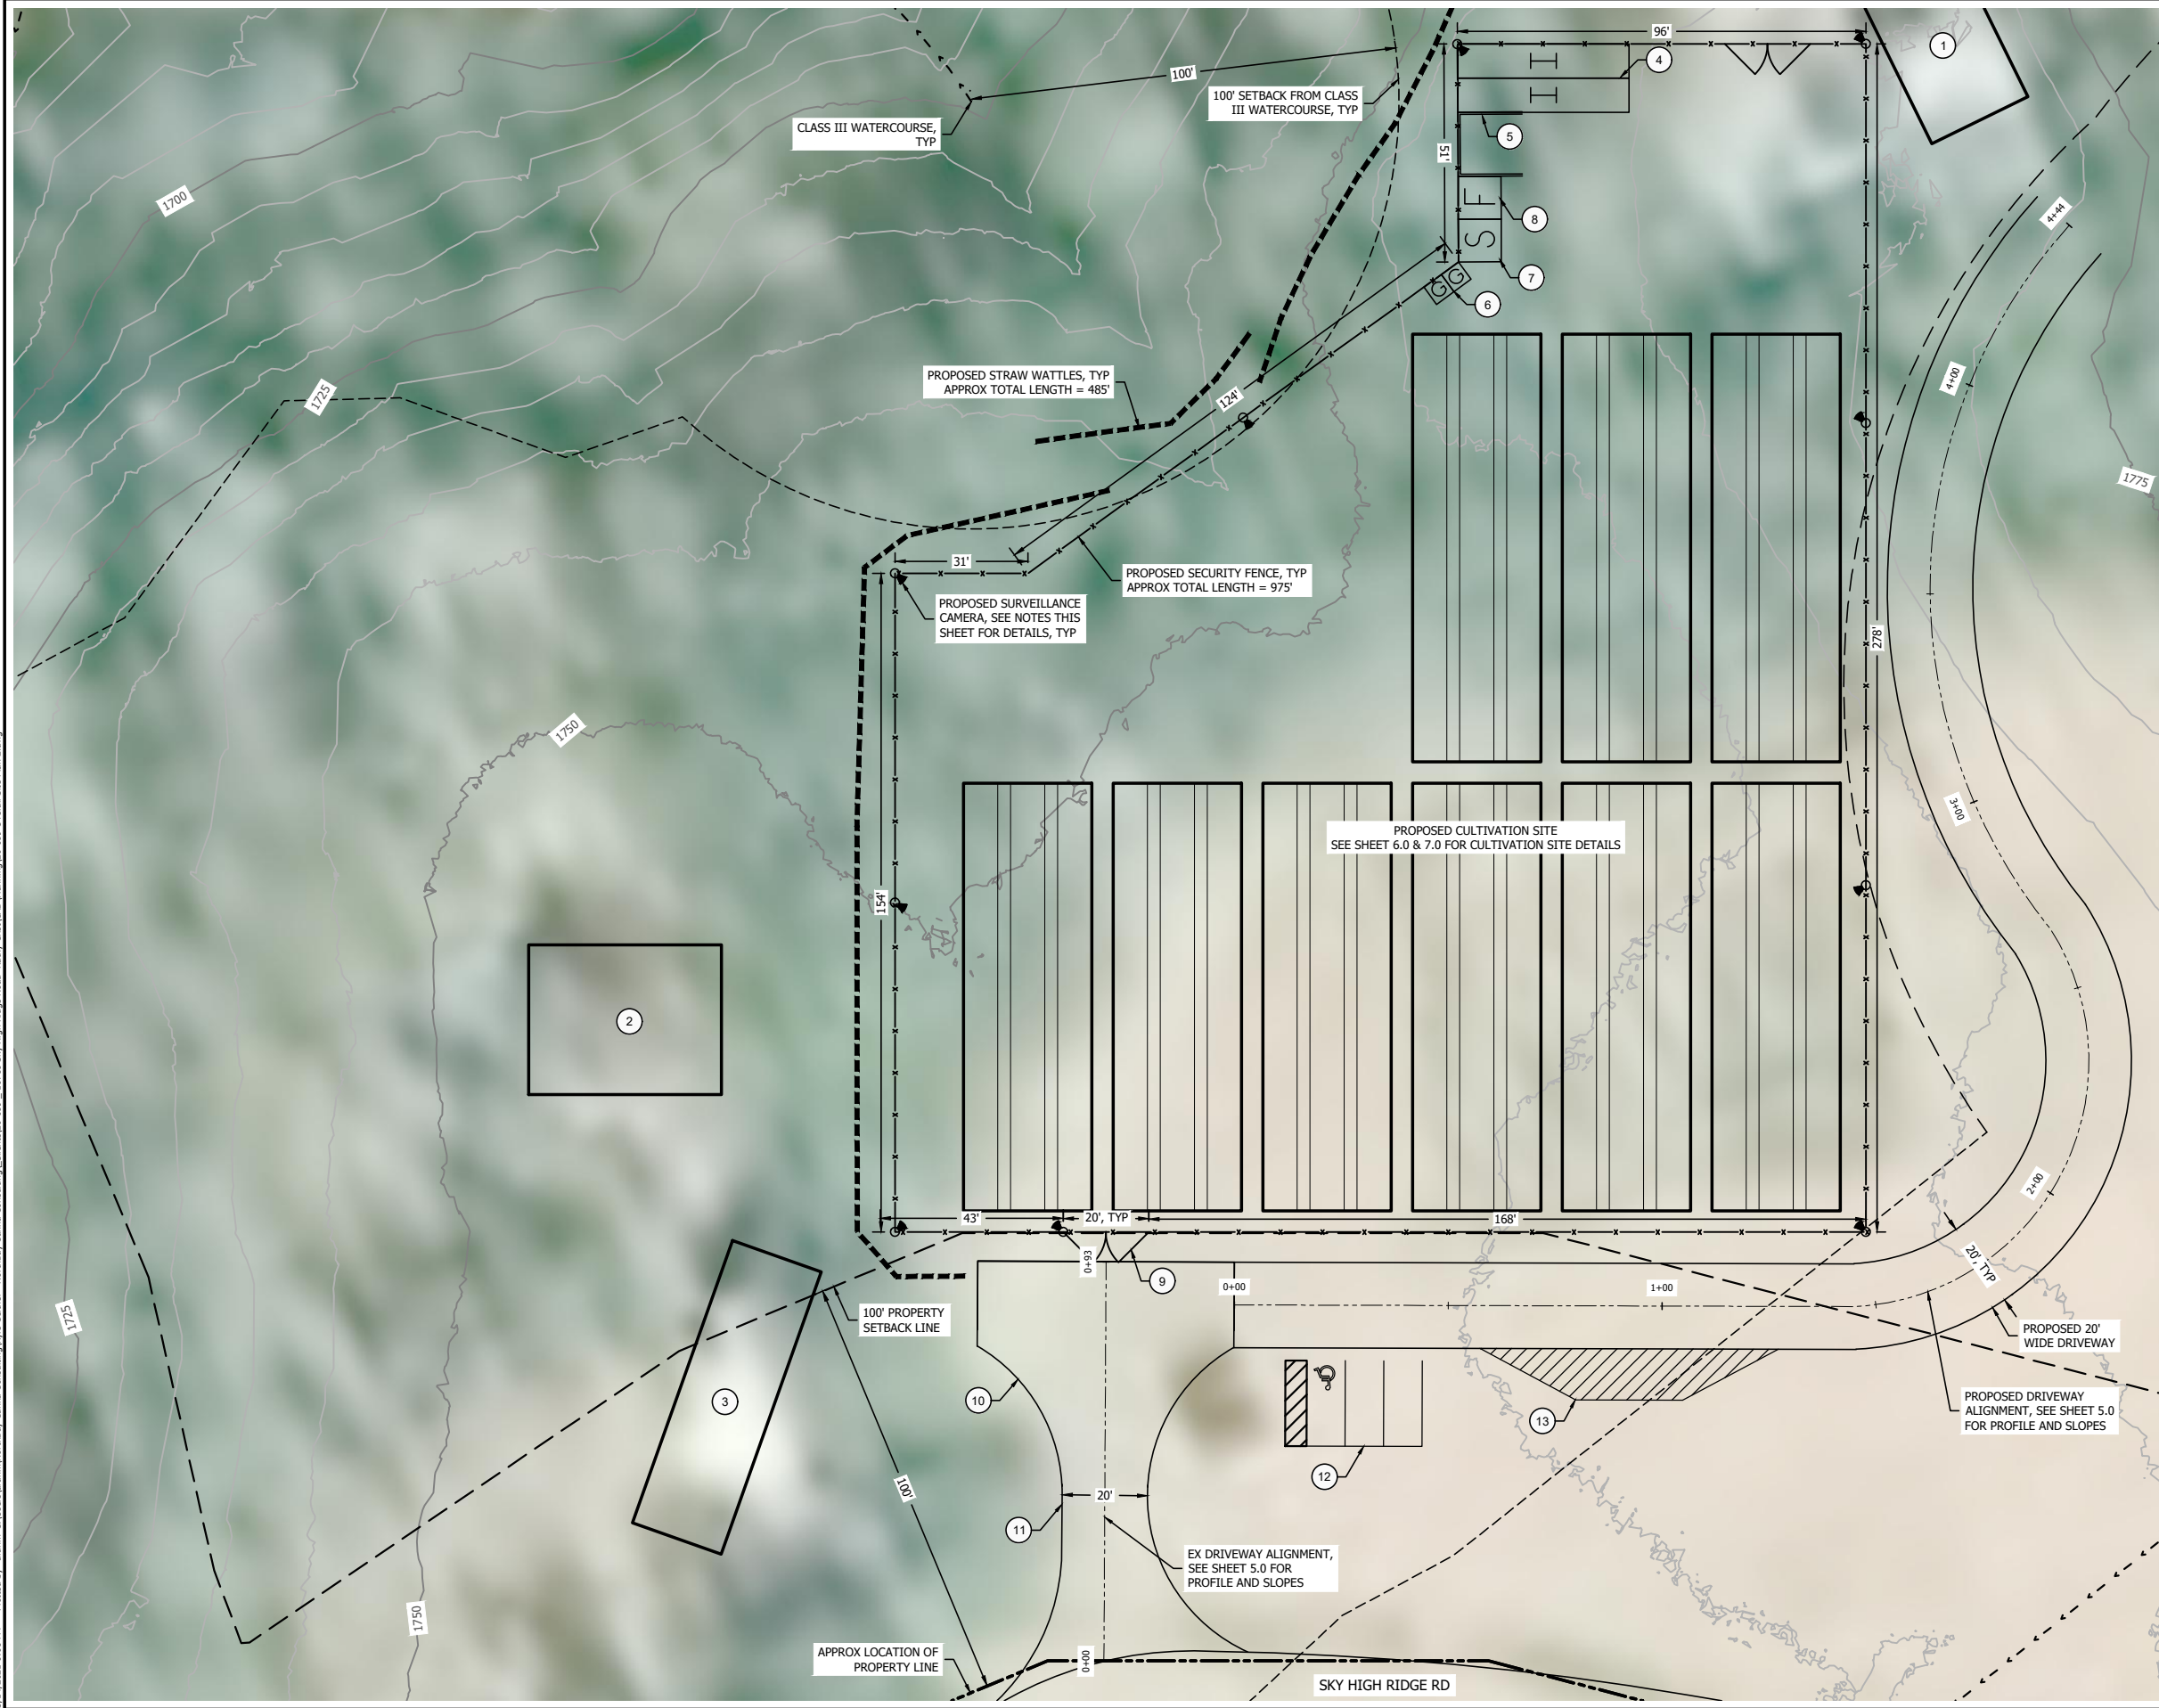 96'
1
4
100'
100' SETBACK FROM CLASS
III WATERCOURSE, TYP
CLASS III WATERCOURSE,
TYP
H
H
5
51'
1700
F
8
4+44
S
7
G G
6
PROPOSED STRAW WATTLES, TYP
APPROX TOTAL LENGTH = 485'
4+00
1725
124'
1775
31'
PROPOSED SECURITY FENCE, TYP
APPROX TOTAL LENGTH = 975'
PROPOSED SURVEILLANCE
CAMERA, SEE NOTES THIS
SHEET FOR DETAILS, TYP
278'
1750
3+00
PROPOSED CULTIVATION SITE
SEE SHEET 6.0 & 7.0 FOR CULTIVATION SITE DETAILS
154'
2
2+00
43'
20', TYP
168'
0+93
9
0+00
1+00
20', TYP
1725
100' PROPERTY
SETBACK LINE
PROPOSED 20'
WIDE DRIVEWAY
3
10
13
PROPOSED DRIVEWAY
ALIGNMENT, SEE SHEET 5.0
FOR PROFILE AND SLOPES
12
100'
20'
11
EX DRIVEWAY ALIGNMENT,
SEE SHEET 5.0 FOR
PROFILE AND SLOPES
1750
APPROX LOCATION OF
PROPERTY LINE
0+00
SKY HIGH RIDGE RD